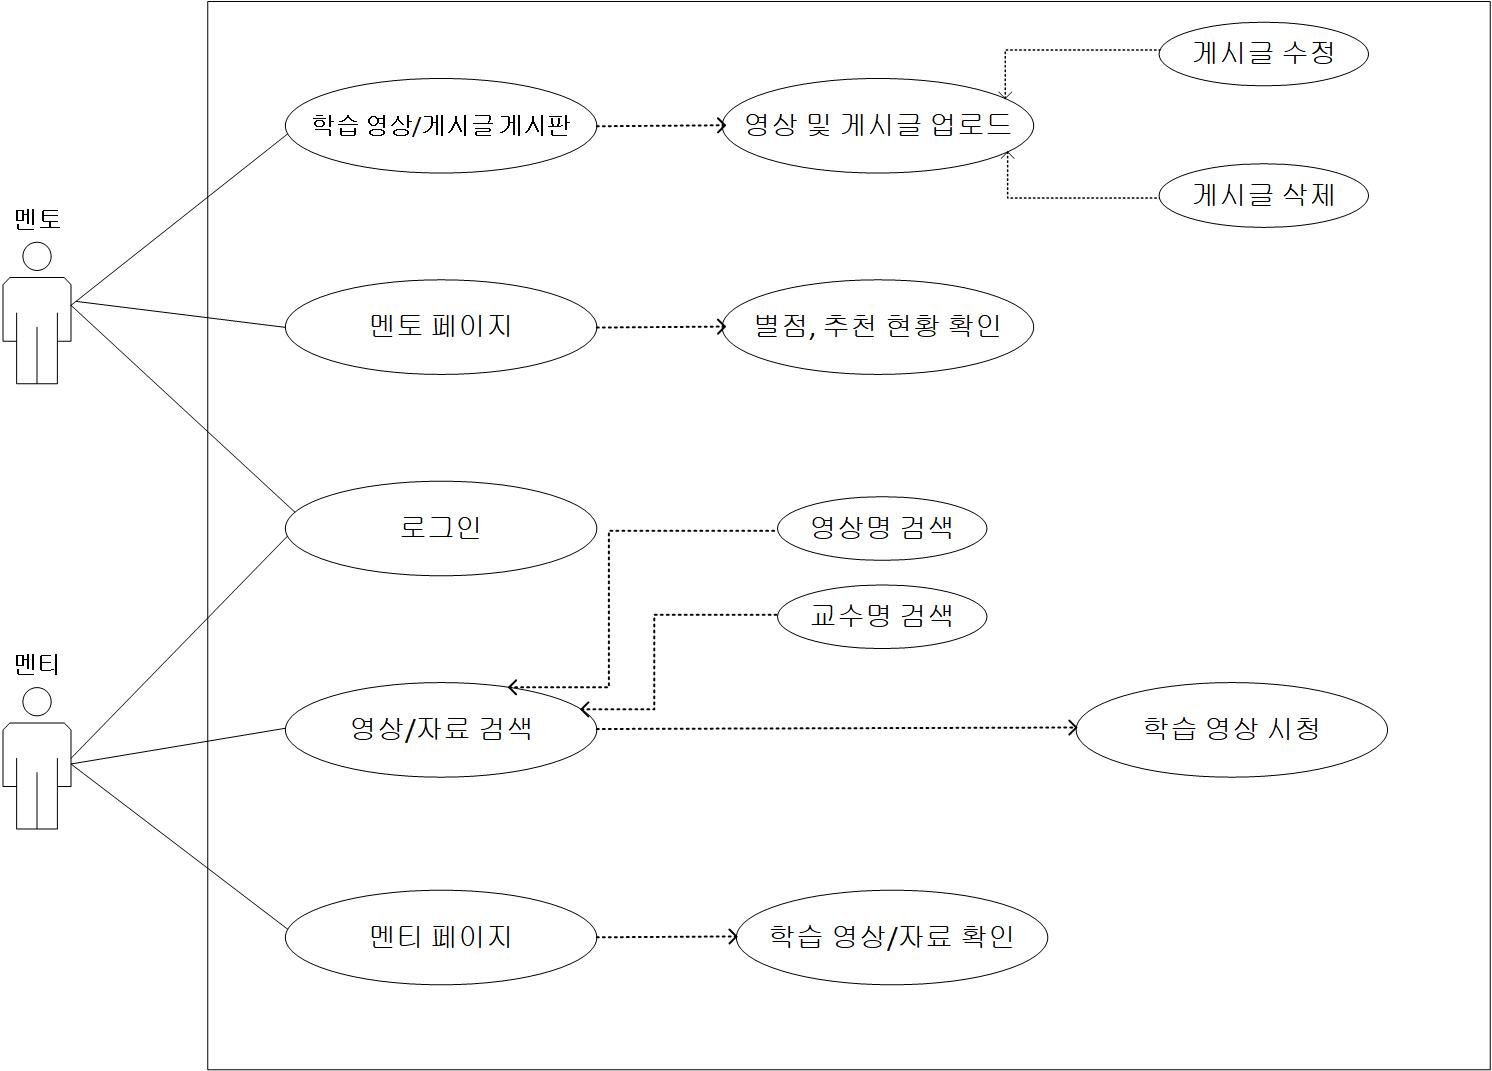 게시글 수정
학습 영상/게시글 게시판
영상 및 게시글 업로드
게시글 삭제
멘토
멘토 페이지
별점, 추천 현황 확인
로그인
영상명 검색
교수명 검색
멘티
영상/자료 검색
학습 영상 시청
멘티 페이지
학습 영상/자료 확인